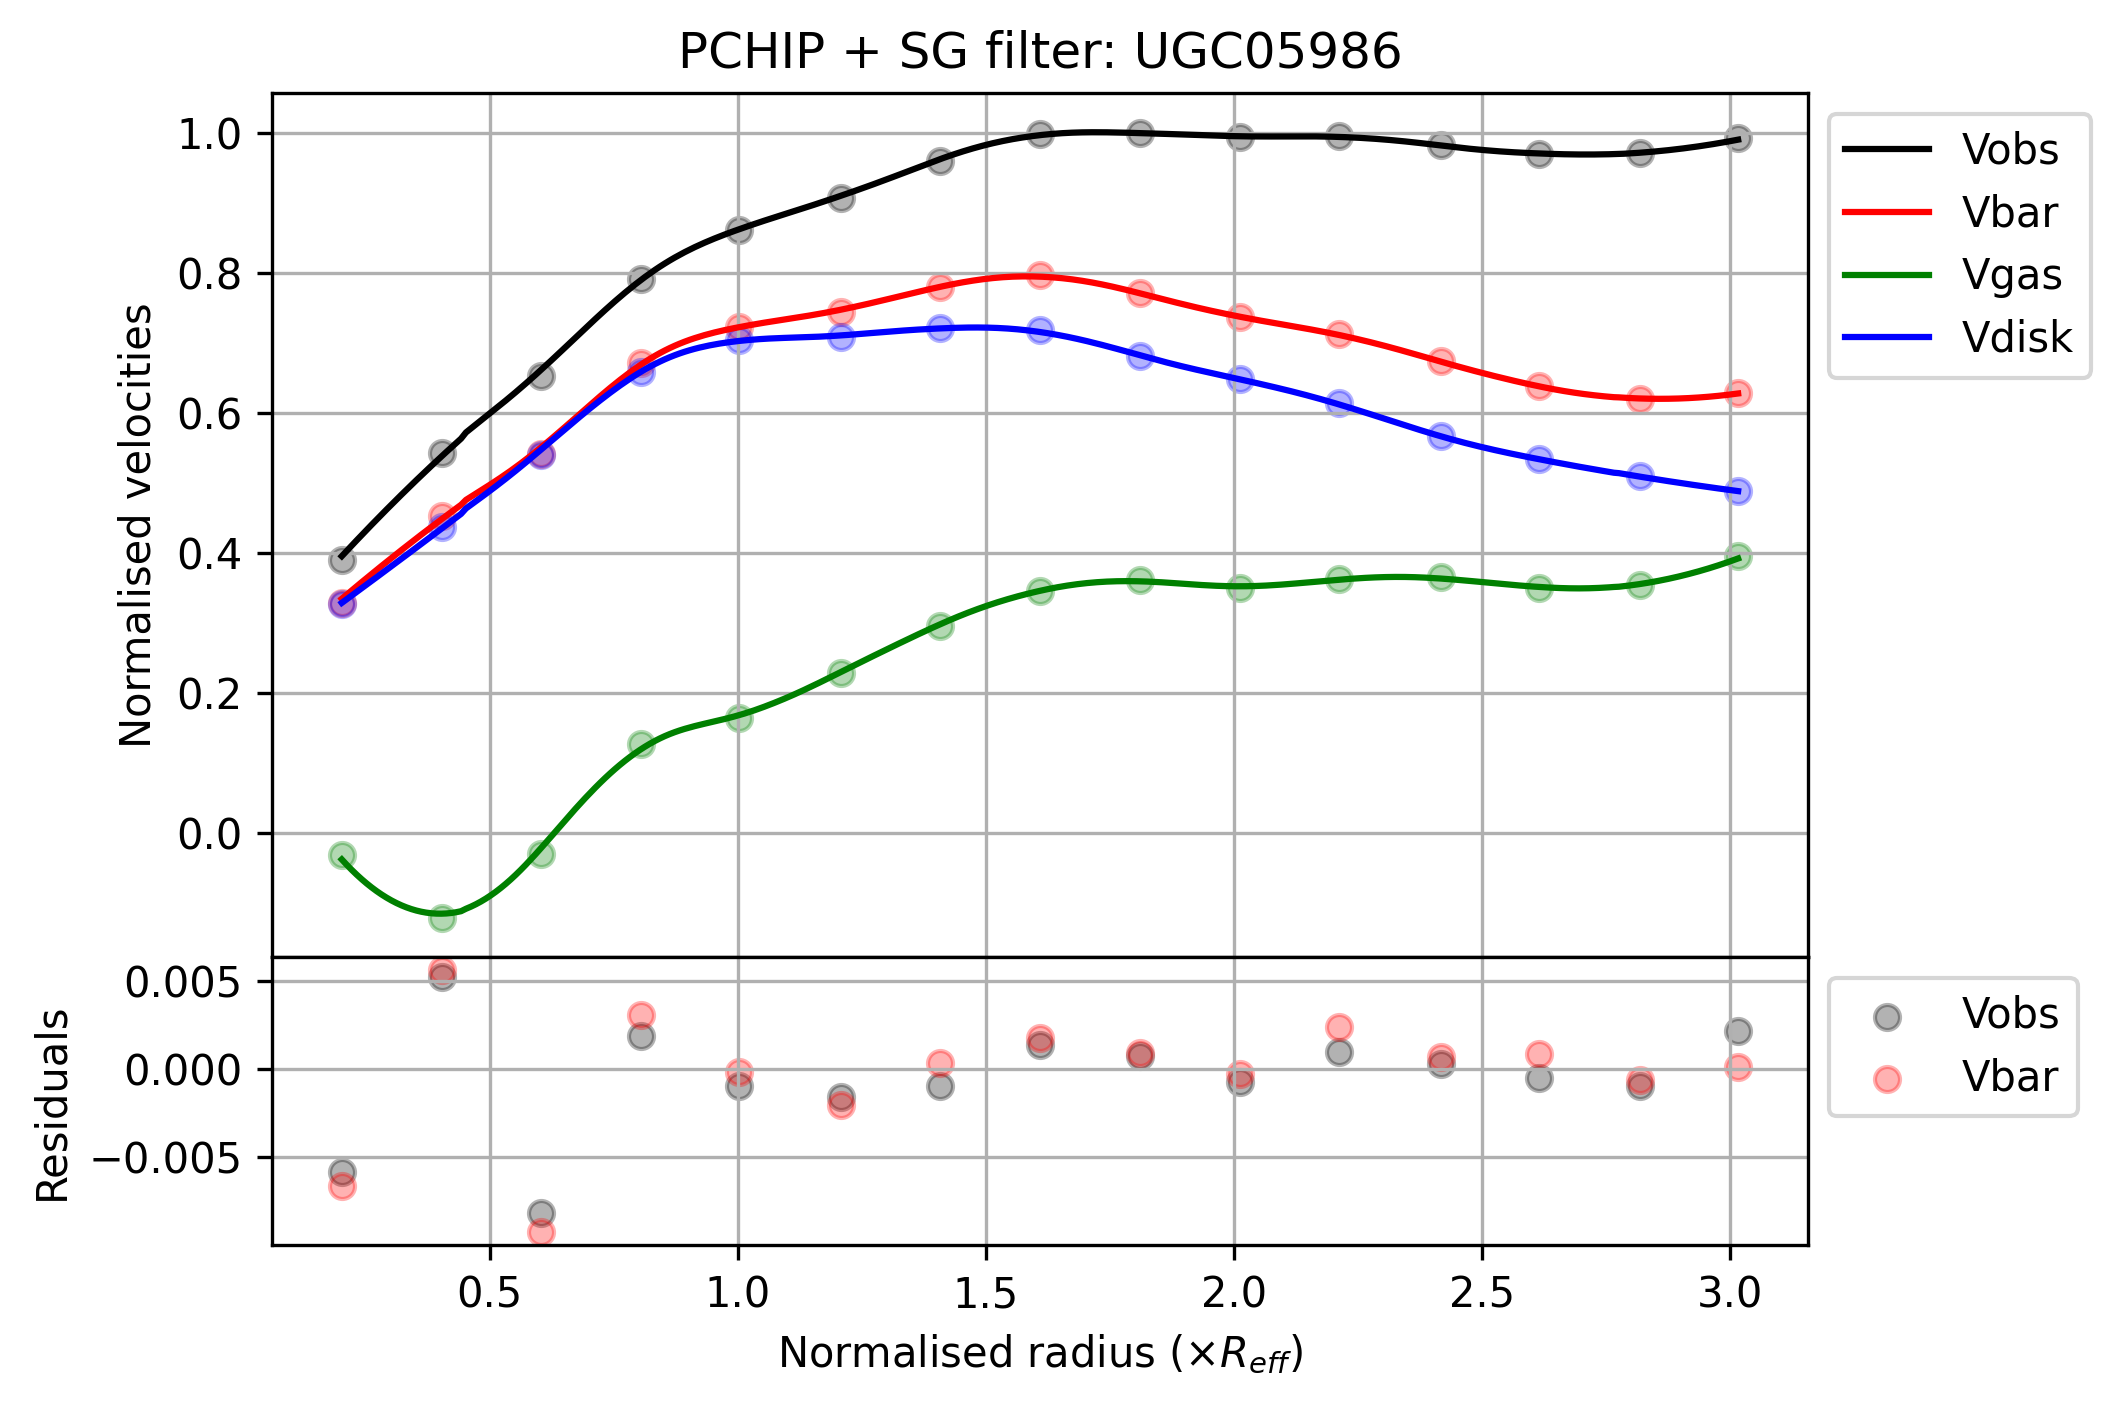 PCHIP + SG filter: UGC05986
1.0
0.8
0.6
0.4
0.2
0.0
Normalised velocities
Vobs
Vbar
Vgas
Vdisk
0.005
0.000
−0.005
Residuals
Vobs
Vbar
0.5 1.0 1.5 2.0 2.5 3.0
Normalised radius (×R_eff)